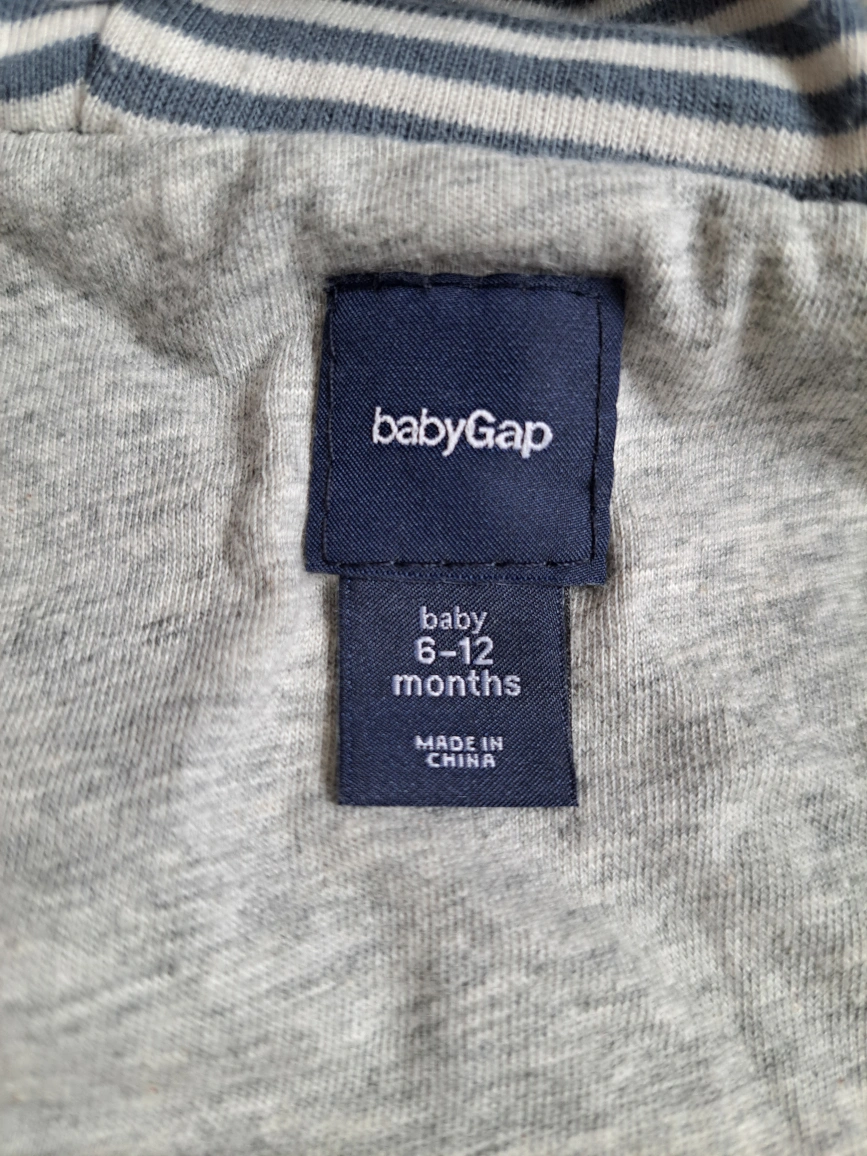 babyGap
baby
6-12
months
MADE IN
CHINA